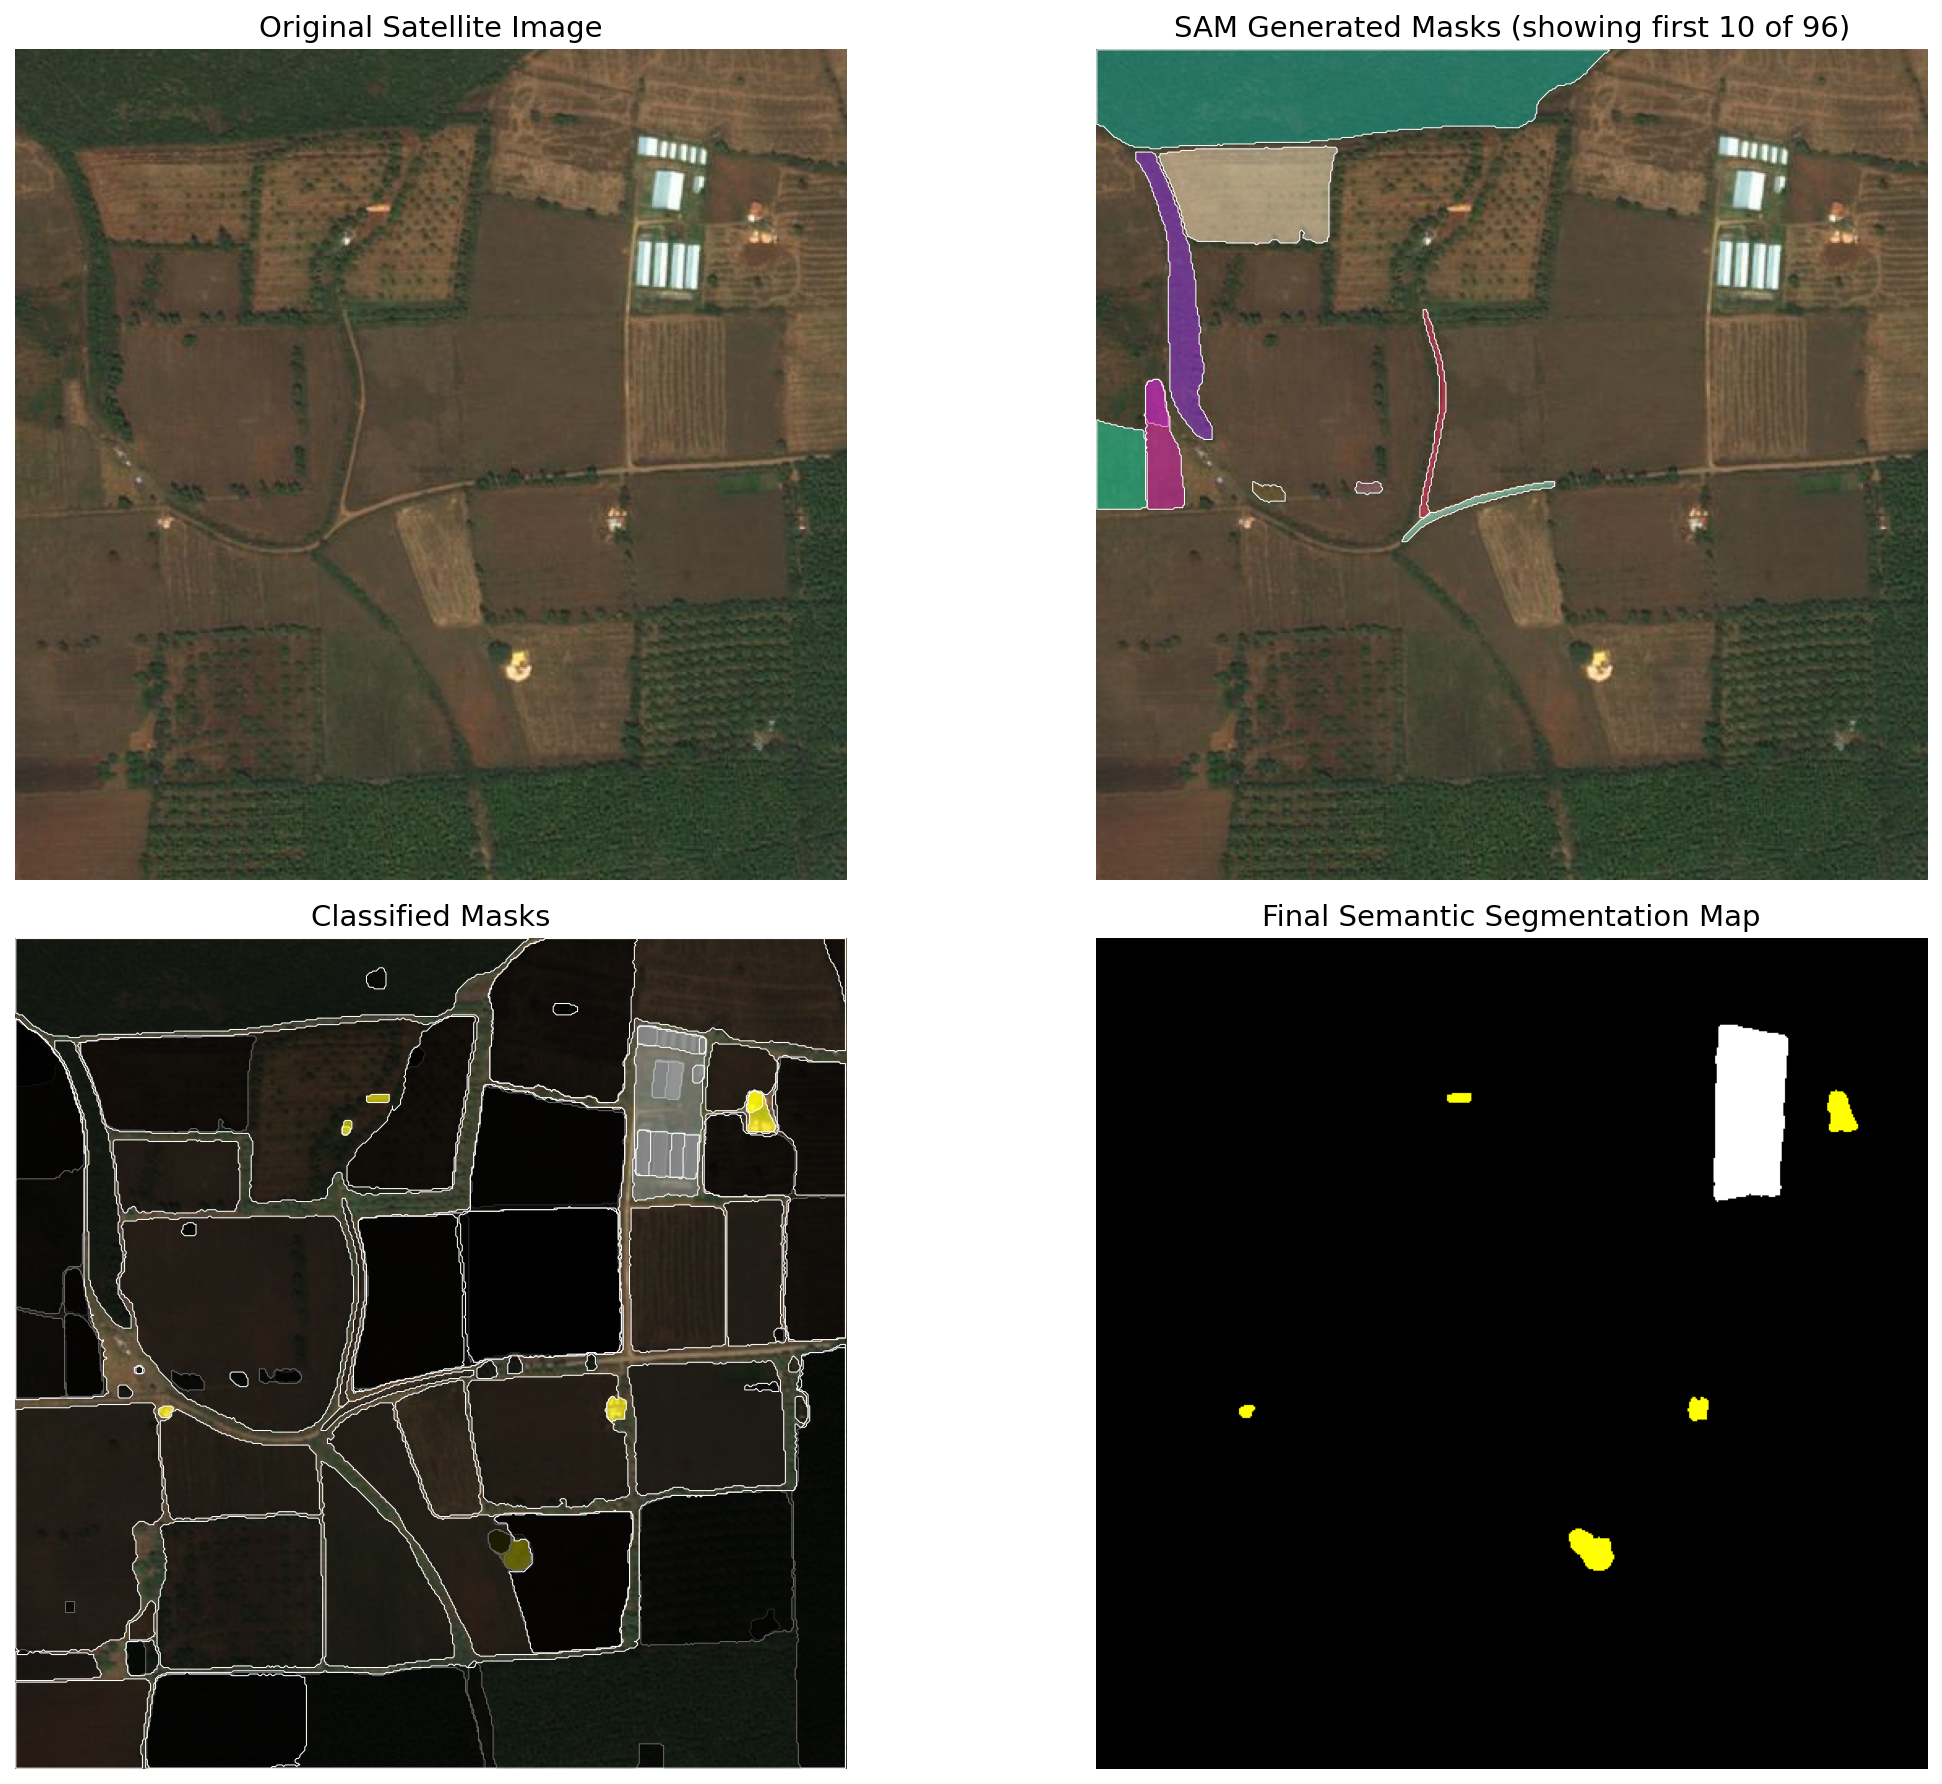 Original Satellite Image
SAM Generated Masks (showing first 10 of 96)
Classified Masks
Final Semantic Segmentation Map